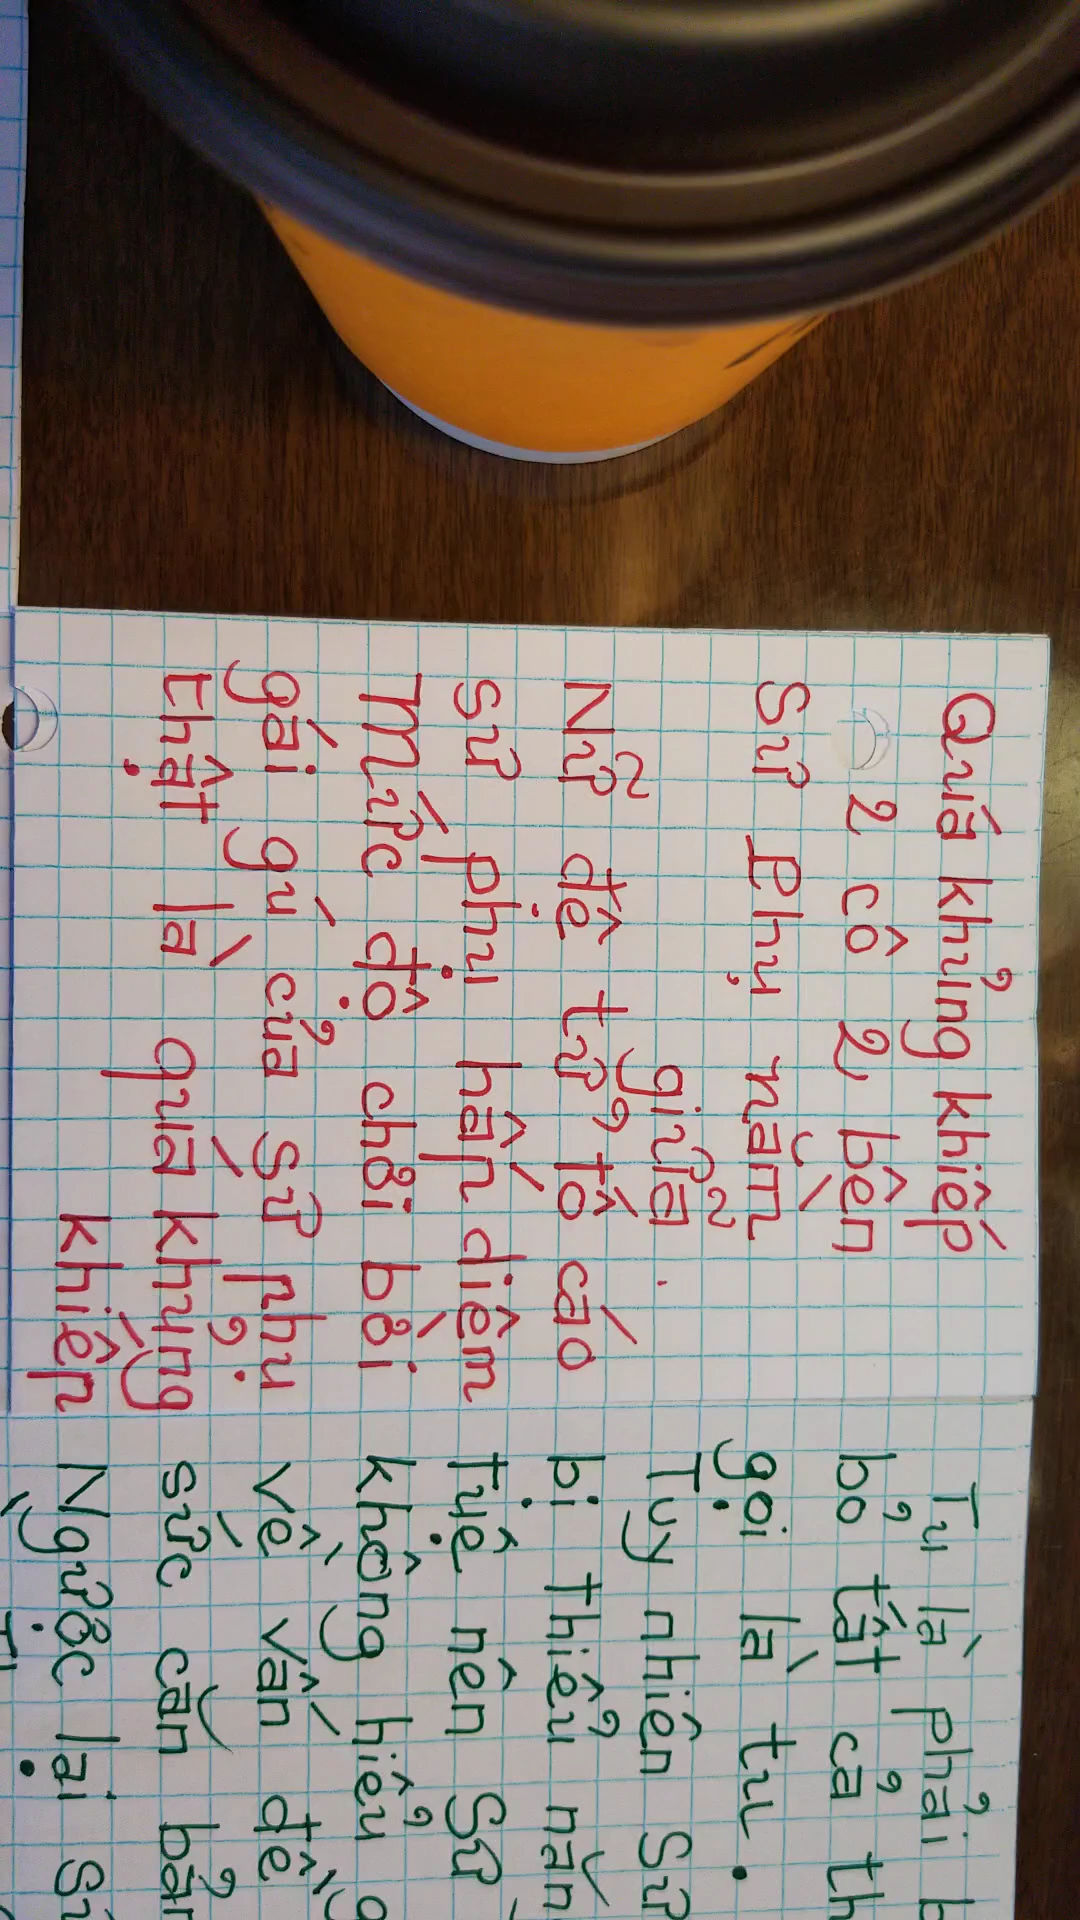 Quá khủng khiếp
2 cô 2 bên
Sư Phụ nằm
giữa.
Nữ đệ tử tố cáo
sư phụ hấp diêm
Mức độ chơi bời
gái gú của sư phụ
thật là quá khủng
khiếp
Tu là phải b
bỏ tất cả th
gọi là tu.
Tuy nhiên Sư
bị thiểu năn
Tuệ nên Sư
không hiểu g
Về vấn đề
sức căn bản
Ngược lại S